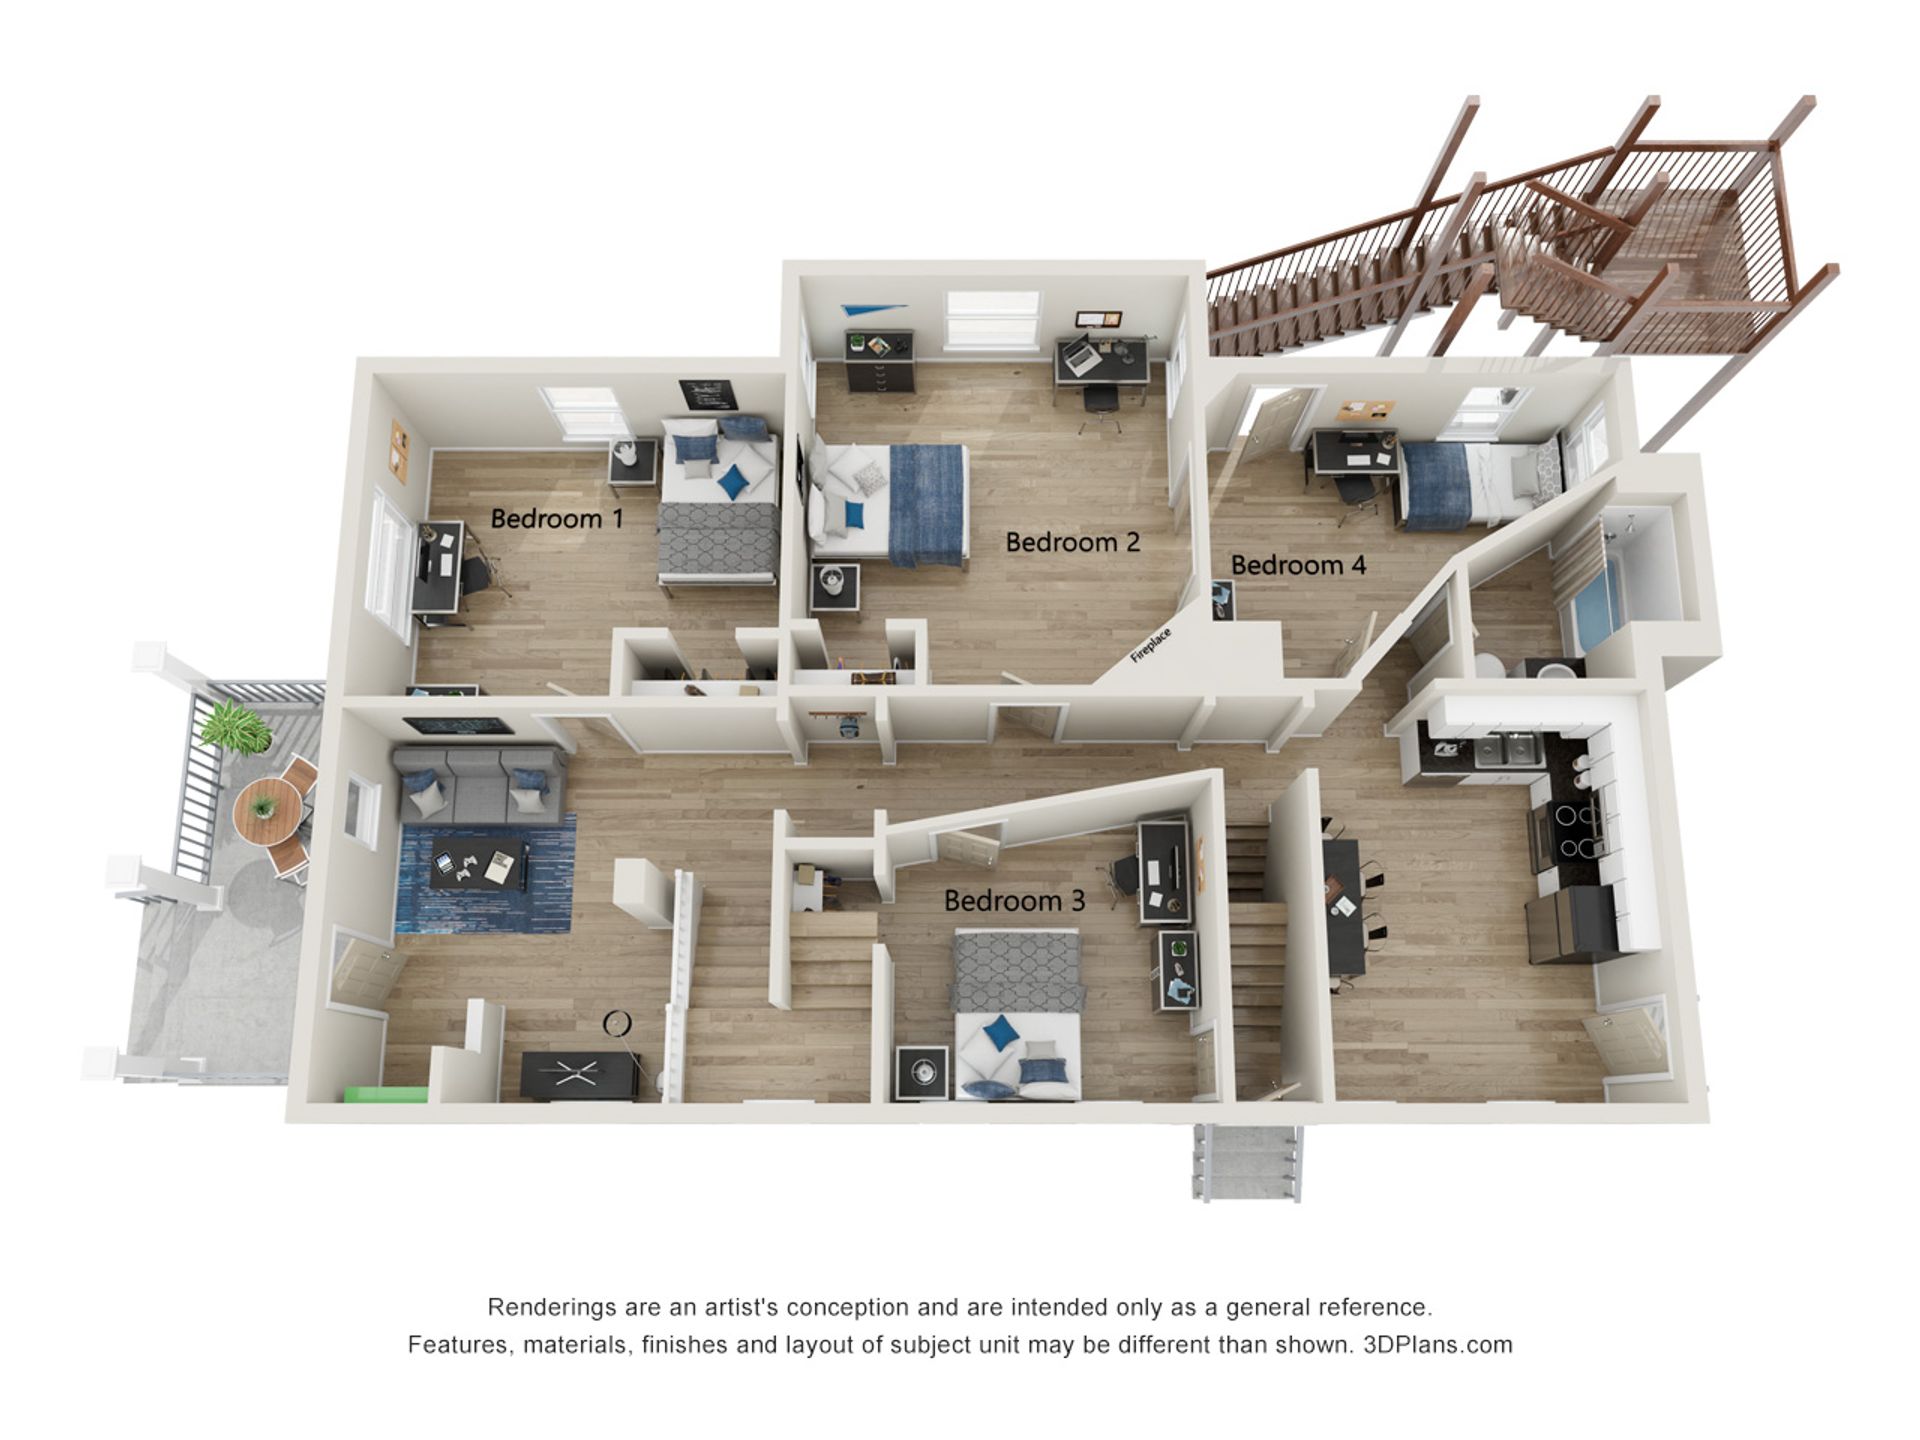 Bedroom 1
Bedroom 2
Bedroom 4
Fireplace
Bedroom 3
Renderings are an artist's conception and are intended only as a general reference.
Features, materials, finishes and layout of subject unit may be different than shown. 3DPlans.com